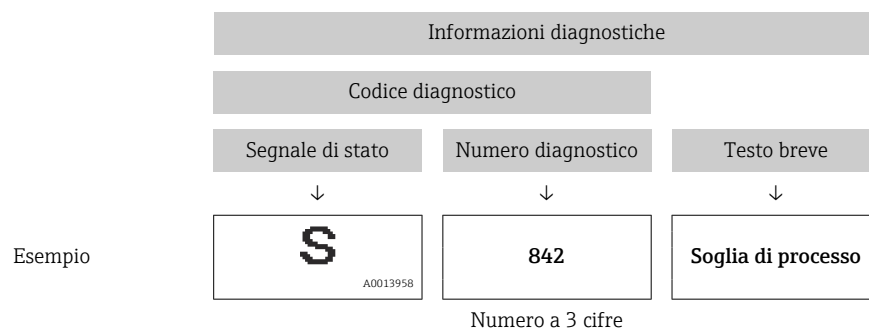 Informazioni diagnostiche
Codice diagnostico
Segnale di stato Numero diagnostico Testo breve
↓ ↓ ↓
Esempio S 842 Soglia di processo
A0013958
Numero a 3 cifre